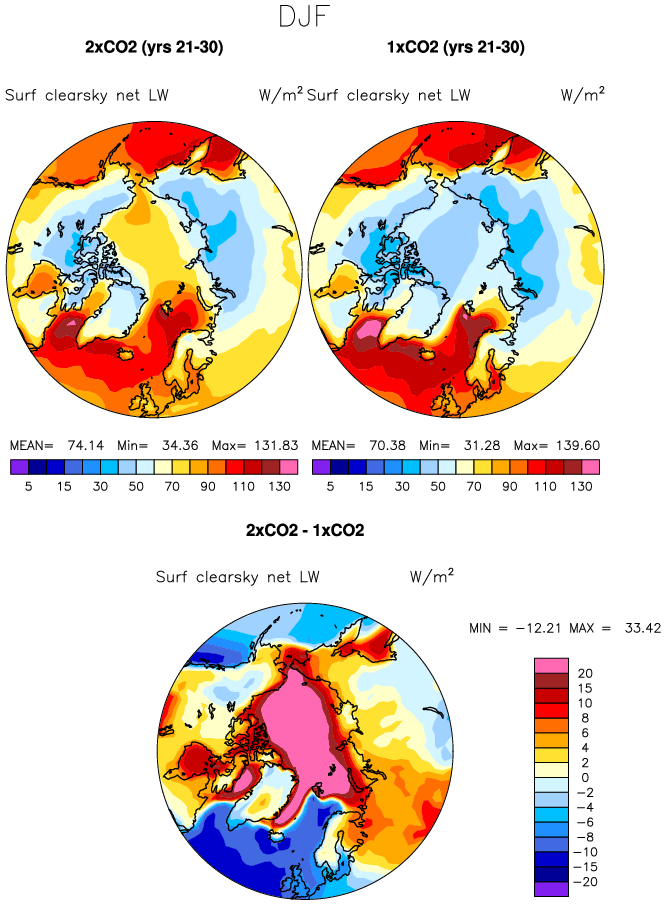 DJF
2xCO2 (yrs 21-30) 1xCO2 (yrs 21-30)
Surf clearsky net LW W/m² Surf clearsky net LW W/m²
MEAN= 74.14 Min= 34.36 Max= 131.83 MEAN= 70.38 Min= 31.28 Max= 139.60
5 15 30 50 70 90 110 130 5 15 30 50 70 90 110 130
2xCO2 - 1xCO2
Surf clearsky net LW W/m²
MIN = −12.21 MAX = 33.42
20
15
10
8
6
4
2
0
−2
−4
−6
−8
−10
−15
−20